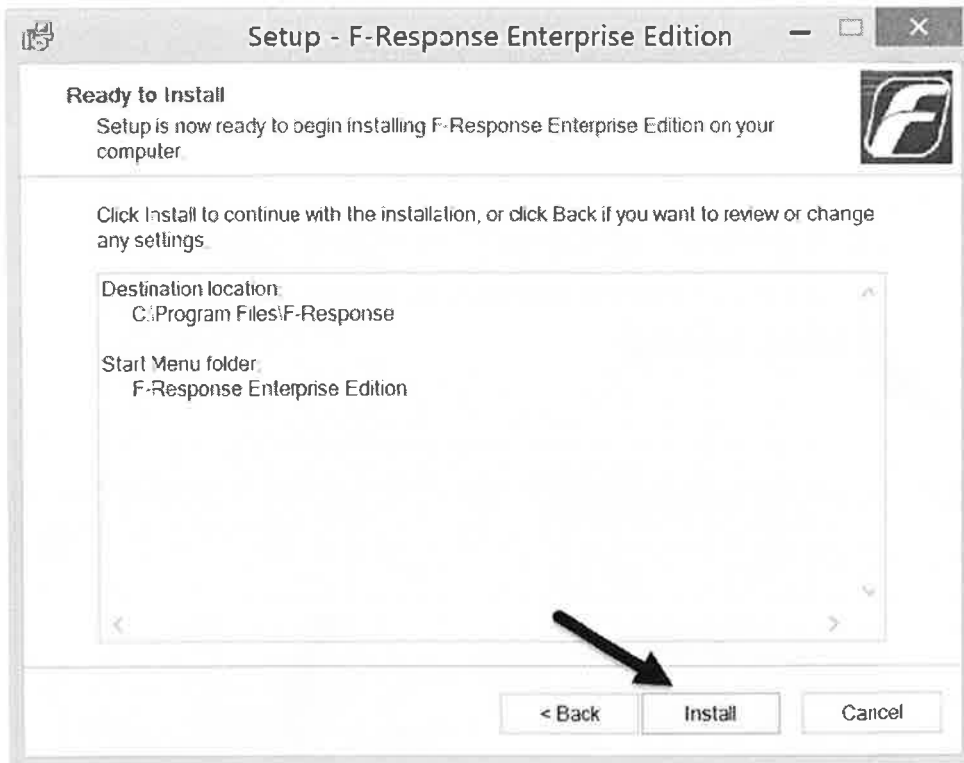 Setup - F-Response Enterprise Edition
Ready to Install
Setup is now ready to begin installing F-Response Enterprise Edition on your
computer.
Click Install to continue with the installation, or click Back if you want to review or change
any settings.
Destination location:
C:\Program Files\F-Response
Start Menu folder:
F-Response Enterprise Edition
< Back
Install
Cancel